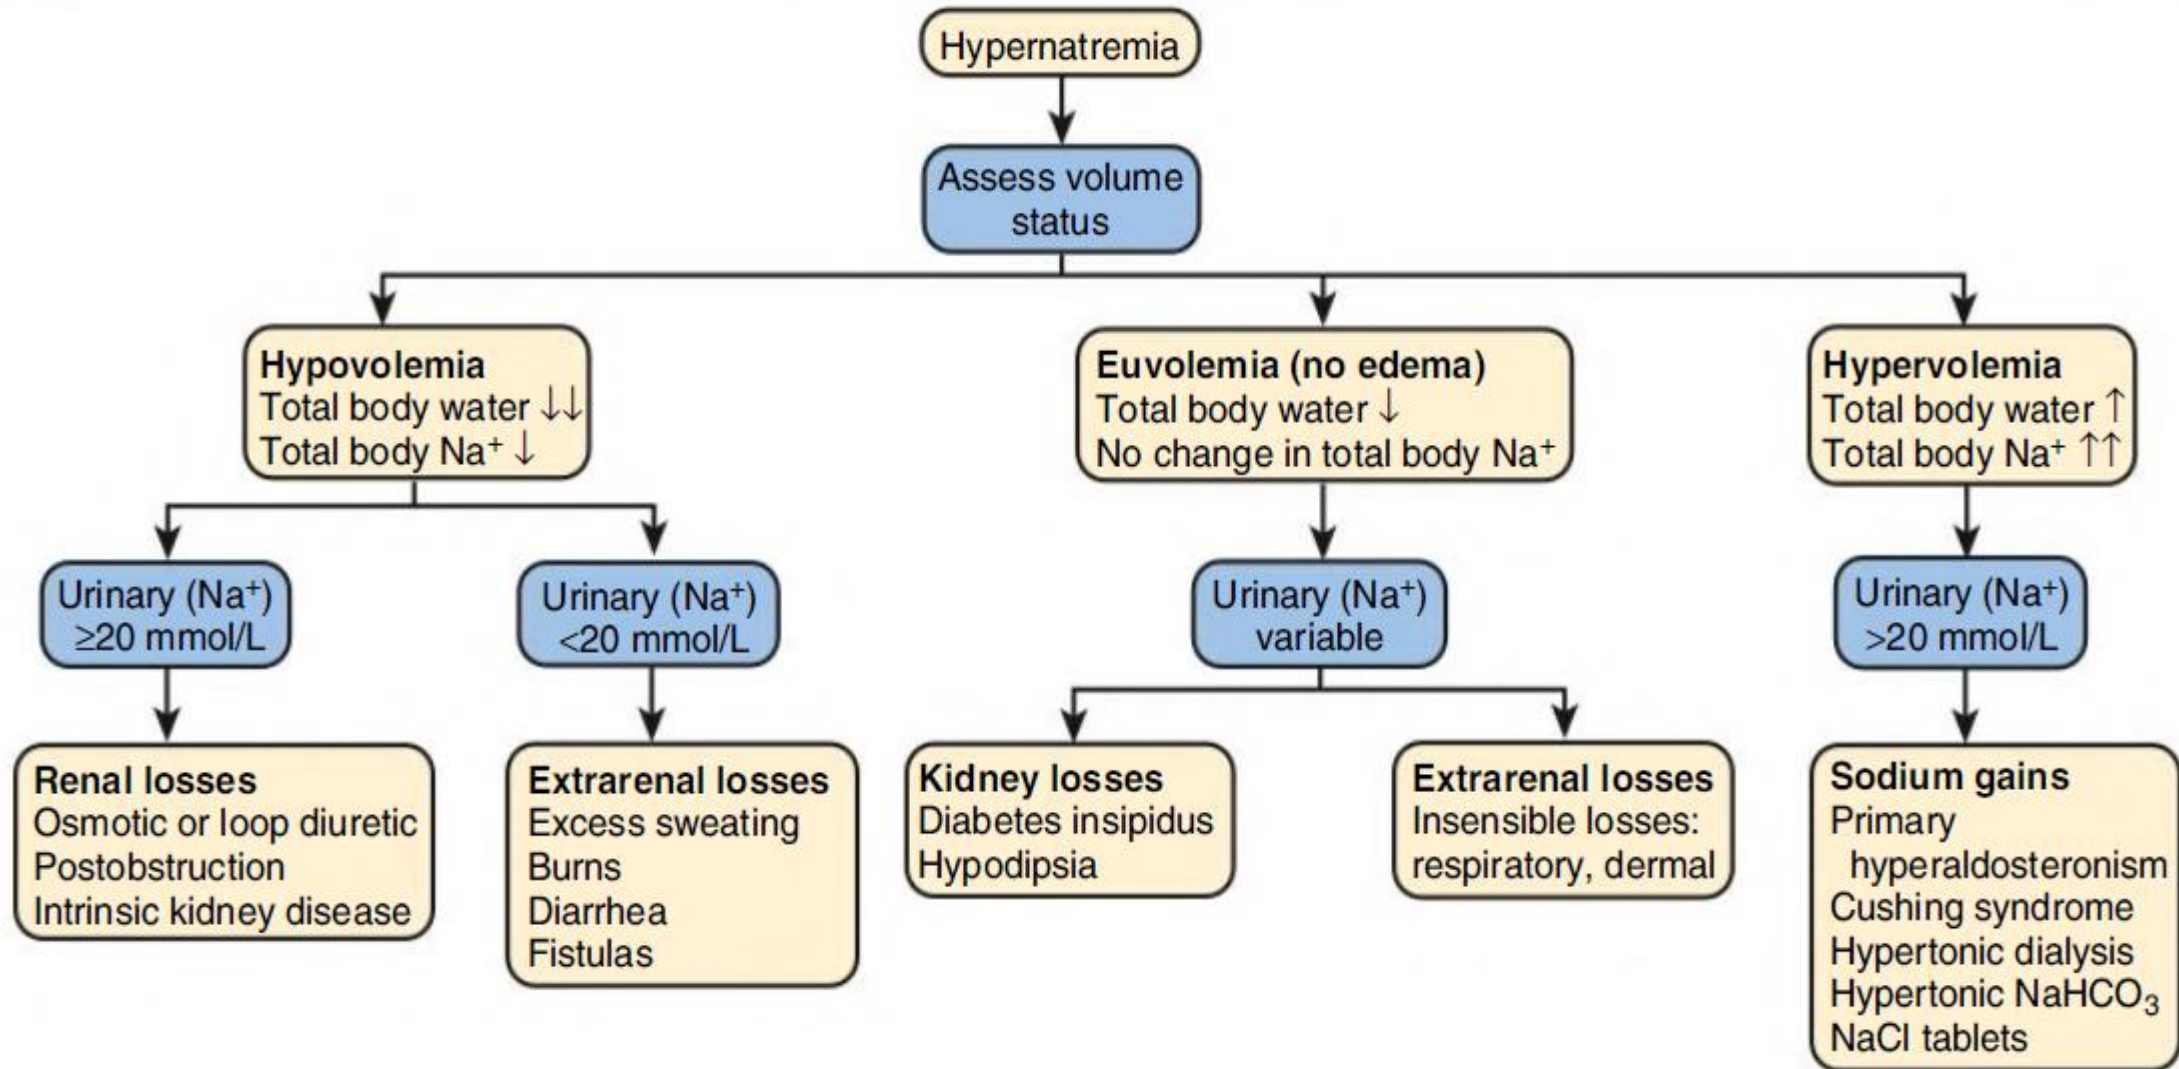 Hypernatremia
Assess volume
status
Hypovolemia
Total body water ↓↓
Total body Na⁺ ↓
Euvolemia (no edema)
Total body water ↓
No change in total body Na⁺
Hypervolemia
Total body water ↑
Total body Na⁺ ↑↑
Urinary (Na⁺)
≥20 mmol/L
Urinary (Na⁺)
<20 mmol/L
Urinary (Na⁺)
variable
Urinary (Na⁺)
>20 mmol/L
Renal losses
Osmotic or loop diuretic
Postobstruction
Intrinsic kidney disease
Extrarenal losses
Excess sweating
Burns
Diarrhea
Fistulas
Kidney losses
Diabetes insipidus
Hypodipsia
Extrarenal losses
Insensible losses:
respiratory, dermal
Sodium gains
Primary
hyperaldosteronism
Cushing syndrome
Hypertonic dialysis
Hypertonic NaHCO₃
NaCl tablets